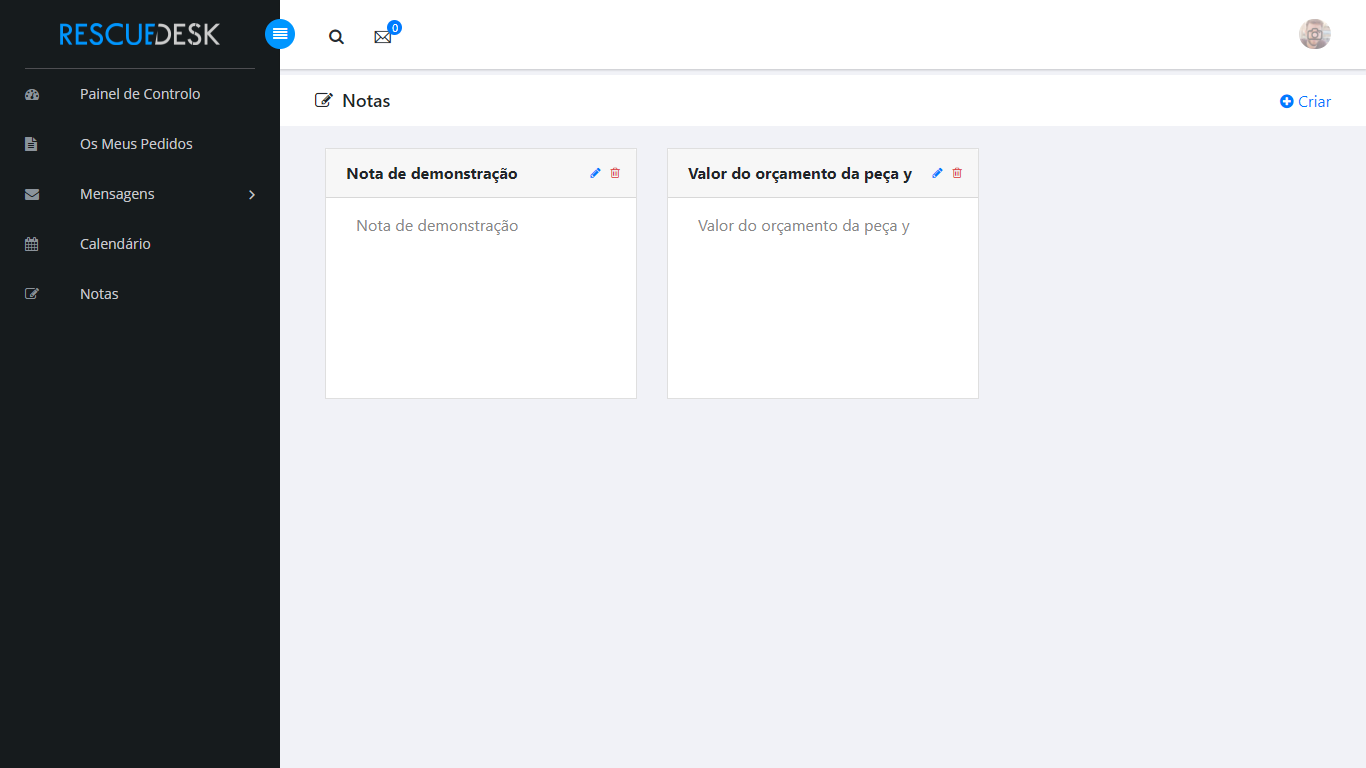 RESCUEDESK
0
Painel de Controlo
Os Meus Pedidos
Mensagens
Calendário
Notas
Notas
Criar
Nota de demonstração
Nota de demonstração
Valor do orçamento da peça y
Valor do orçamento da peça y